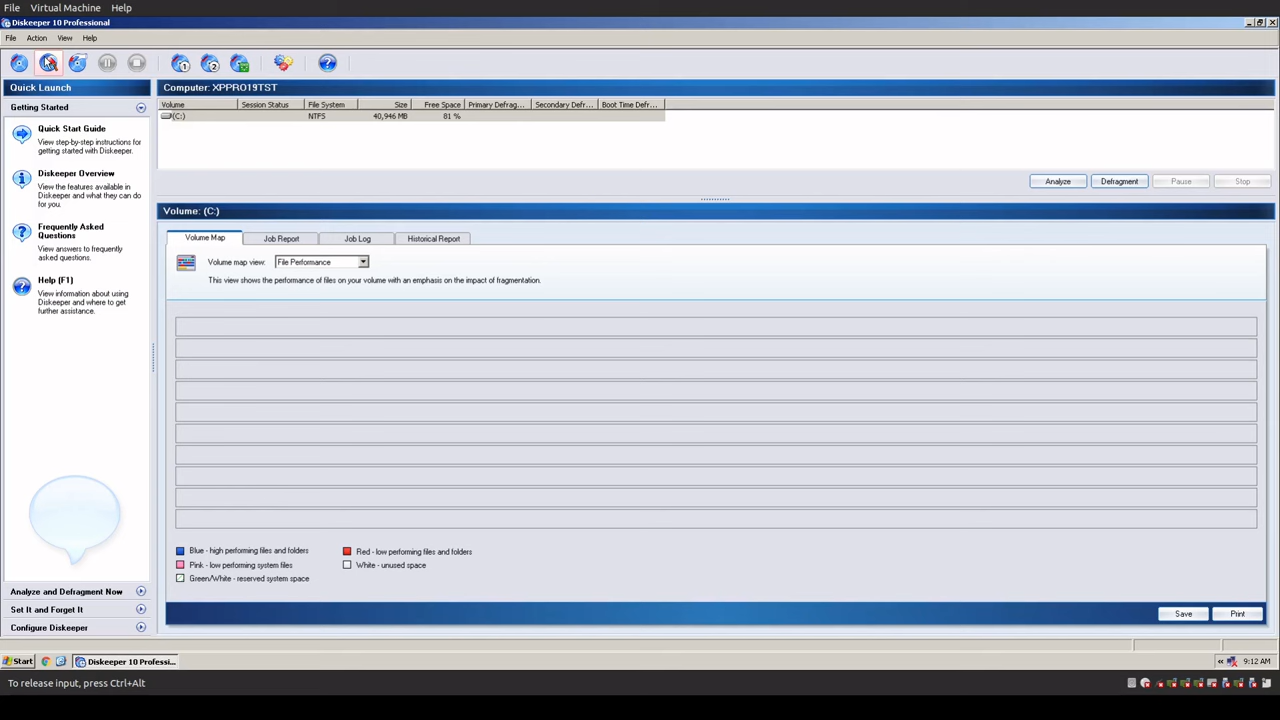 File Virtual Machine Help
Diskeeper 10 Professional
File Action View Help
1 2 ?
Quick Launch
Getting Started
Quick Start Guide
View step-by-step instructions for
getting started with Diskeeper.
Diskeeper Overview
View the features available in
Diskeeper and what they can do
for you.
Frequently Asked
Questions
View answers to frequently
asked questions.
Help (F1)
View information about using
Diskeeper and where to get
further assistance.
Analyze and Defragment Now
Set It and Forget It
Configure Diskeeper
Computer: XPPRO19TST
Volume Session Status File System Size Free Space Primary Defrag... Secondary Defr... Boot Time Defr...
(C:) NTFS 40,946 MB 81 %
Analyze Defragment Pause Stop
Volume: (C:)
Volume Map Job Report Job Log Historical Report
Volume map view: File Performance
This view shows the performance of files on your volume with an emphasis on the impact of fragmentation.
Blue - high performing files and folders Red - low performing files and folders
Pink - low performing system files White - unused space
Green/White - reserved system space
Save Print
Start Diskeeper 10 Professi... « 9:12 AM
To release input, press Ctrl+Alt